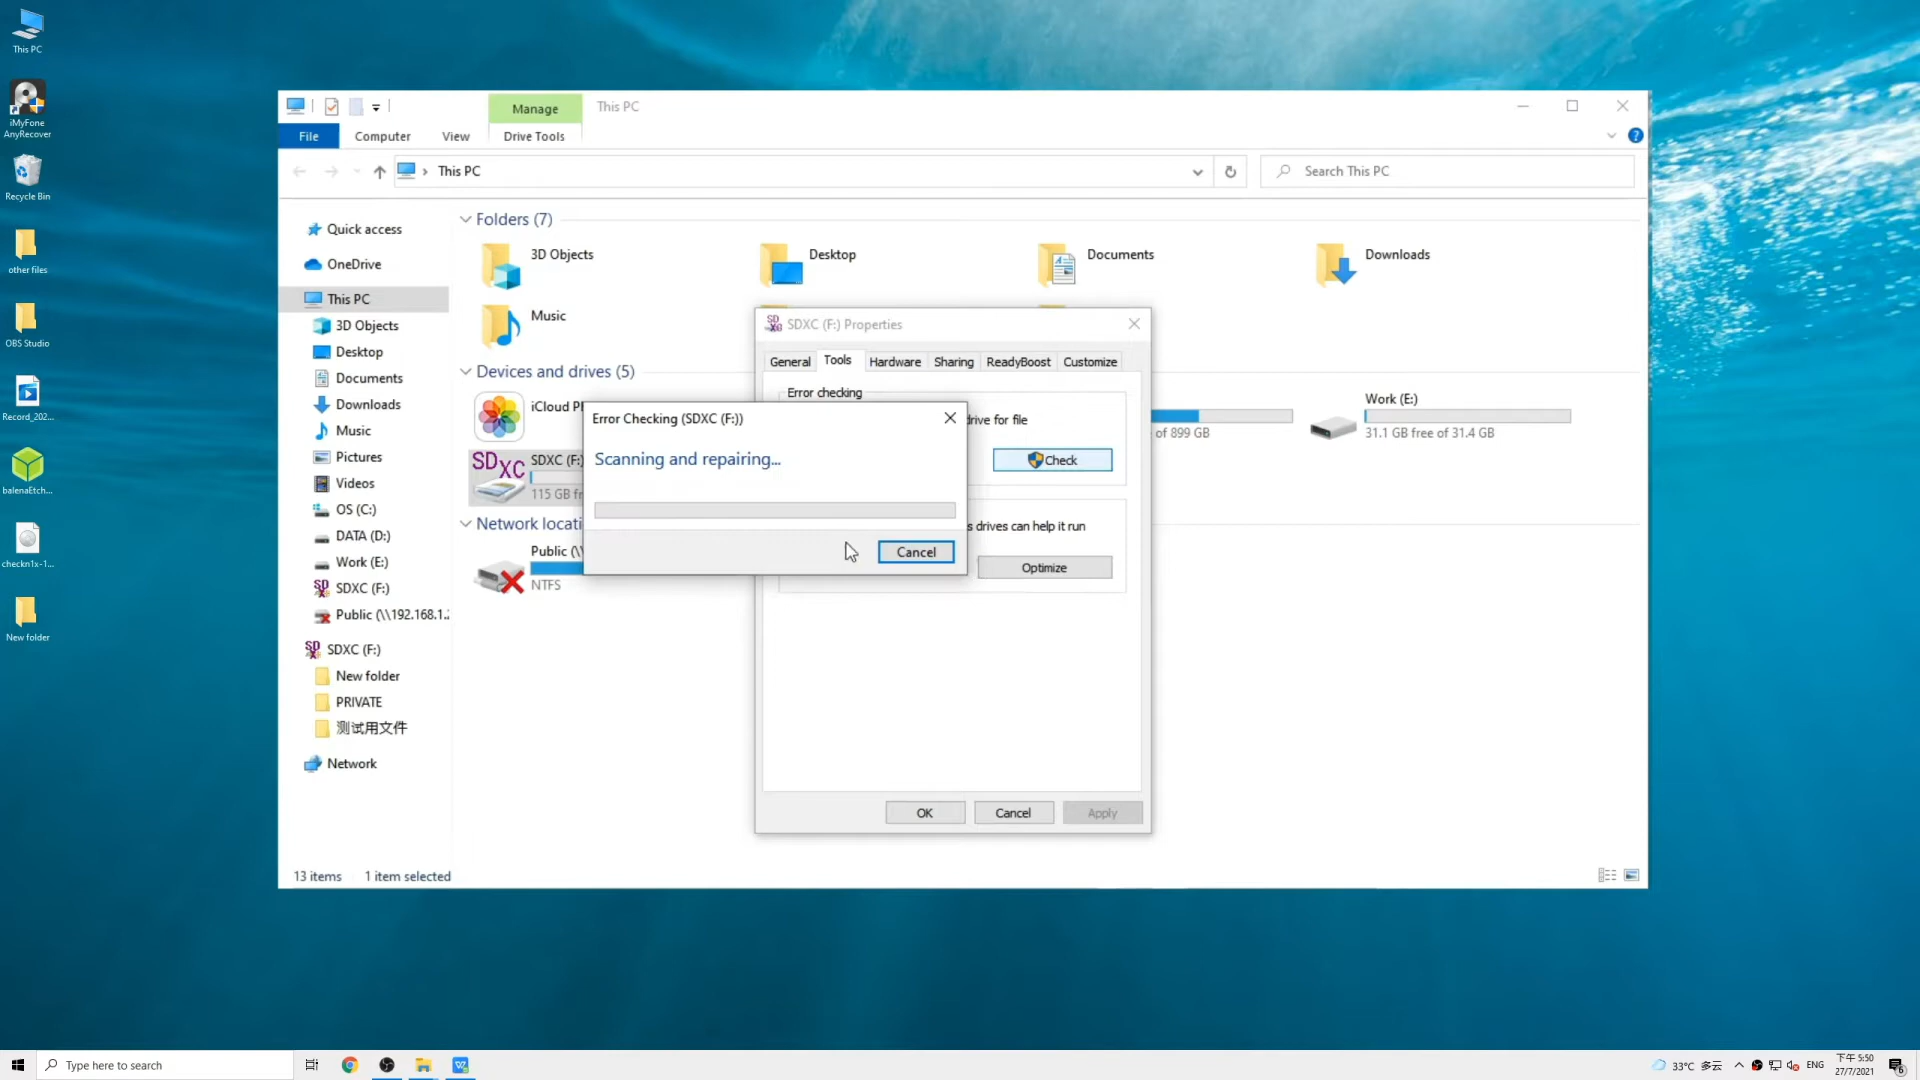 This PC
iMyFone
AnyRecover
Recycle Bin
other files
OBS Studio
Record_202...
balenaEtch...
checkn1x-1...
New folder
Manage
This PC
File
Computer
View
Drive Tools
This PC
Search This PC
Quick access
OneDrive
This PC
3D Objects
Desktop
Documents
Downloads
Music
Pictures
Videos
OS (C:)
DATA (D:)
Work (E:)
SDXC (F:)
Public (\\192.168.1.
SDXC (F:)
New folder
PRIVATE
测试用文件
Network
Folders (7)
3D Objects
Desktop
Documents
Downloads
Music
Devices and drives (5)
iCloud
SDXC (F:)
115 GB
of 899 GB
Work (E:)
31.1 GB free of 31.4 GB
Network
Public
NTFS
SDXC (F:) Properties
General
Tools
Hardware
Sharing
ReadyBoost
Customize
Error checking
drive for file
Check
drives can help it run
Optimize
OK
Cancel
Apply
Error Checking (SDXC (F:))
Scanning and repairing...
Cancel
13 items
1 item selected
Type here to search
33°C 多云
ENG
下午 5:50
27/7/2021